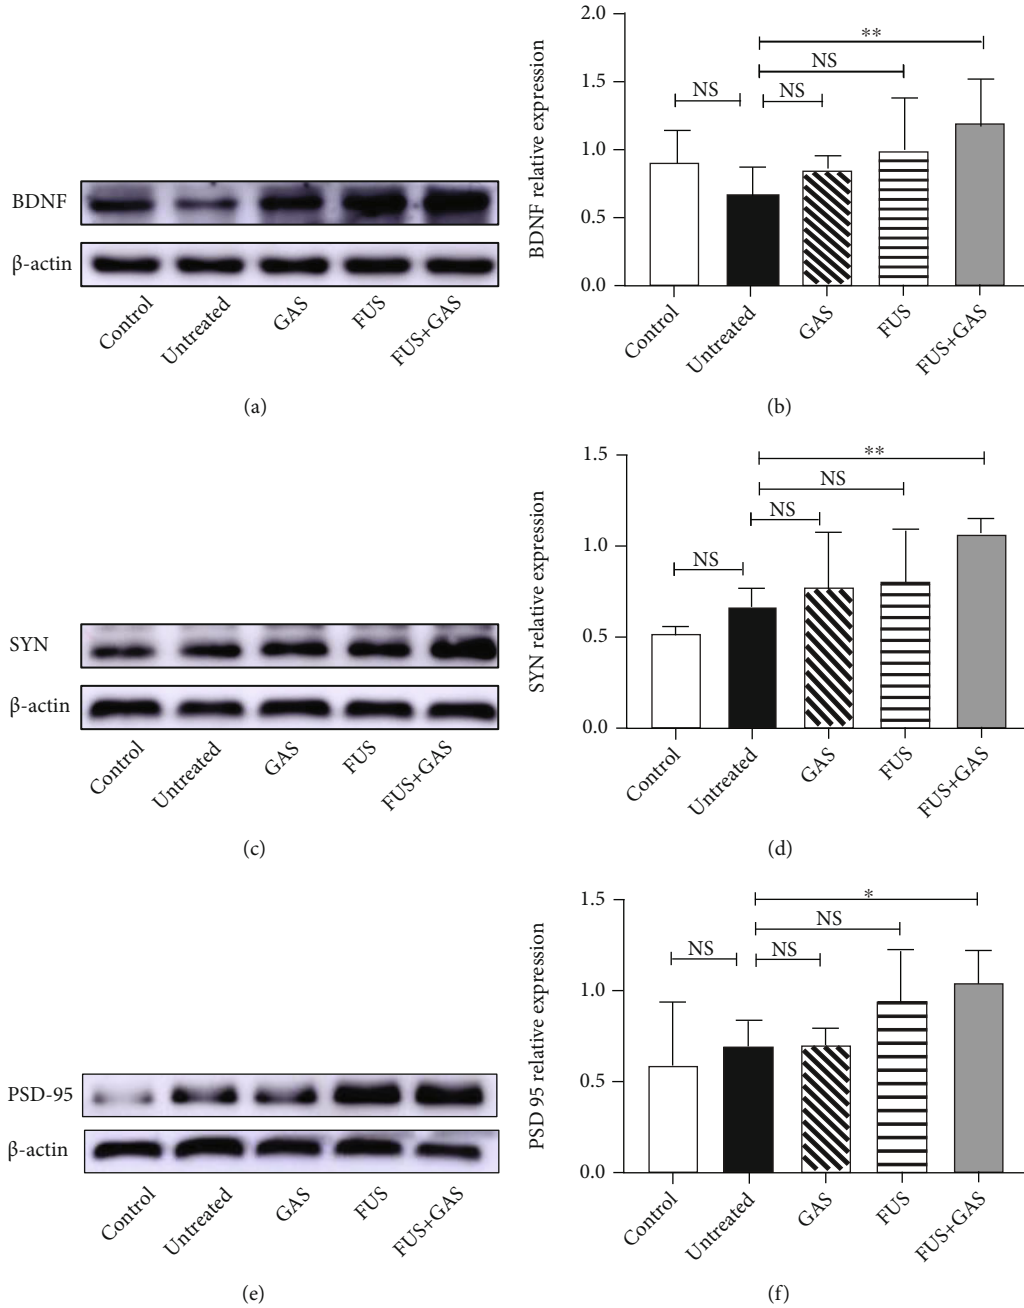 BDNF
β-actin
Control
Untreated
GAS
FUS
FUS+GAS
(a)
BDNF relative expression
2.0
1.5
1.0
0.5
0.0
**
NS
NS
NS
Control
Untreated
GAS
FUS
FUS+GAS
(b)
SYN
β-actin
Control
Untreated
GAS
FUS
FUS+GAS
(c)
SYN relative expression
1.5
1.0
0.5
0.0
**
NS
NS
NS
Control
Untreated
GAS
FUS
FUS+GAS
(d)
PSD-95
β-actin
Control
Untreated
GAS
FUS
FUS+GAS
(e)
PSD 95 relative expression
1.5
1.0
0.5
0.0
*
NS
NS
NS
Control
Untreated
GAS
FUS
FUS+GAS
(f)